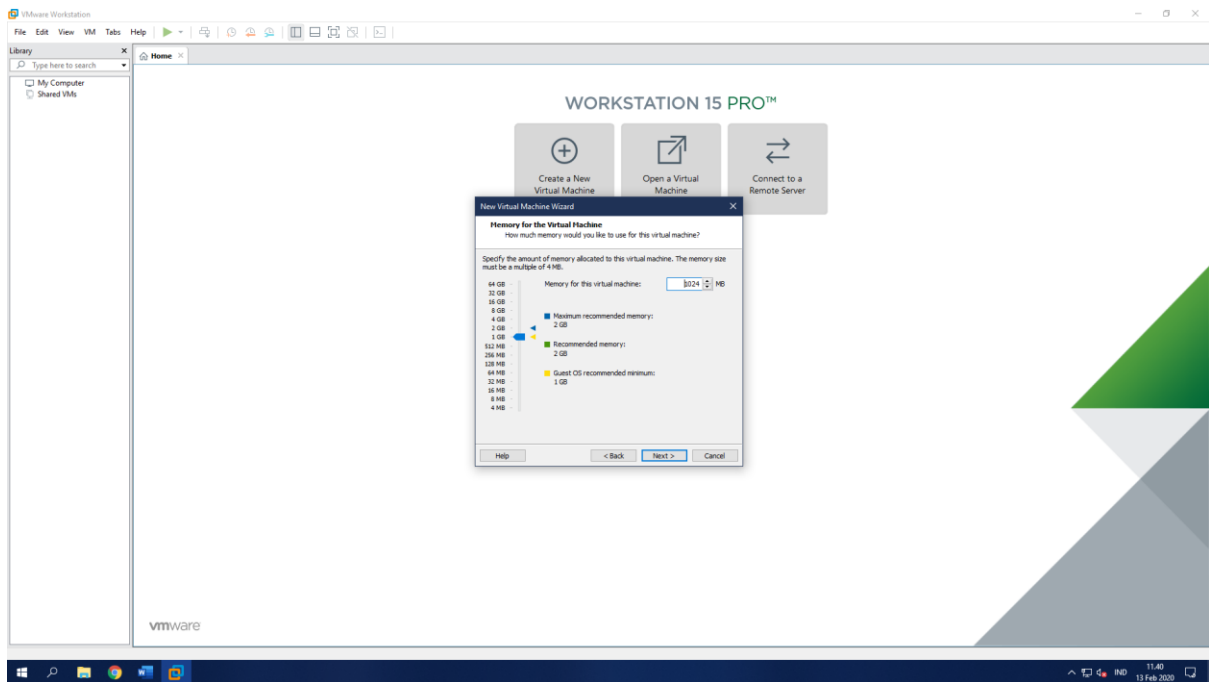 VMware Workstation
File Edit View VM Tabs Help
Library
Type here to search
My Computer
Shared VMs
Home
WORKSTATION 15 PRO™
Create a New
Virtual Machine
Open a Virtual
Machine
Connect to a
Remote Server
New Virtual Machine Wizard
Memory for the Virtual Machine
How much memory would you like to use for this virtual machine?
Specify the amount of memory allocated to this virtual machine. The memory size
must be a multiple of 4 MB.
64 GB
32 GB
16 GB
8 GB
4 GB
2 GB
1 GB
512 MB
256 MB
128 MB
64 MB
32 MB
16 MB
8 MB
4 MB
Memory for this virtual machine: 1024 MB
Maximum recommended memory:
2 GB
Recommended memory:
2 GB
Guest OS recommended minimum:
1 GB
Help < Back Next > Cancel
vmware
IND
11.40
13 Feb 2020